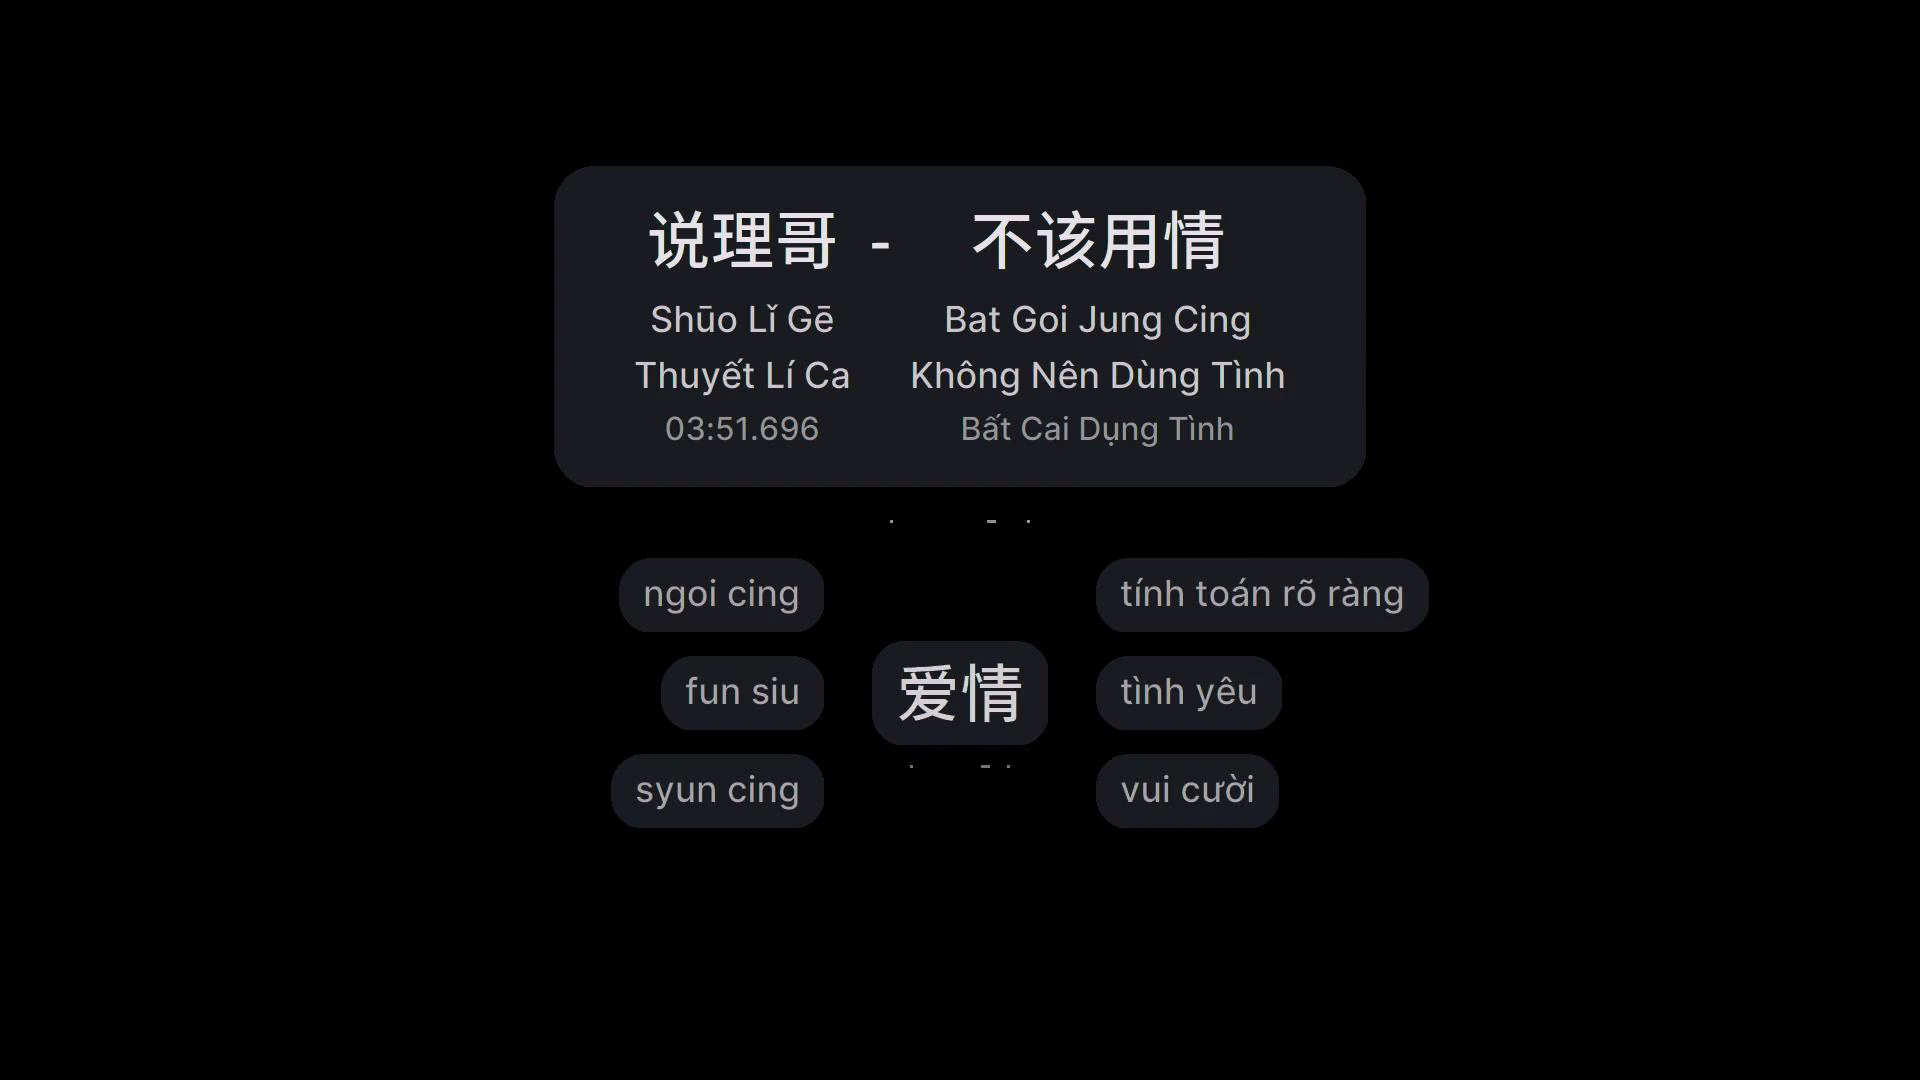 说理哥 - 不该用情
Shūo Lǐ Gē Bat Goi Jung Cing
Thuyết Lí Ca Không Nên Dùng Tình
03:51.696 Bất Cai Dụng Tình
ngoi cing tính toán rõ ràng
fun siu 爱情 tình yêu
syun cing vui cười